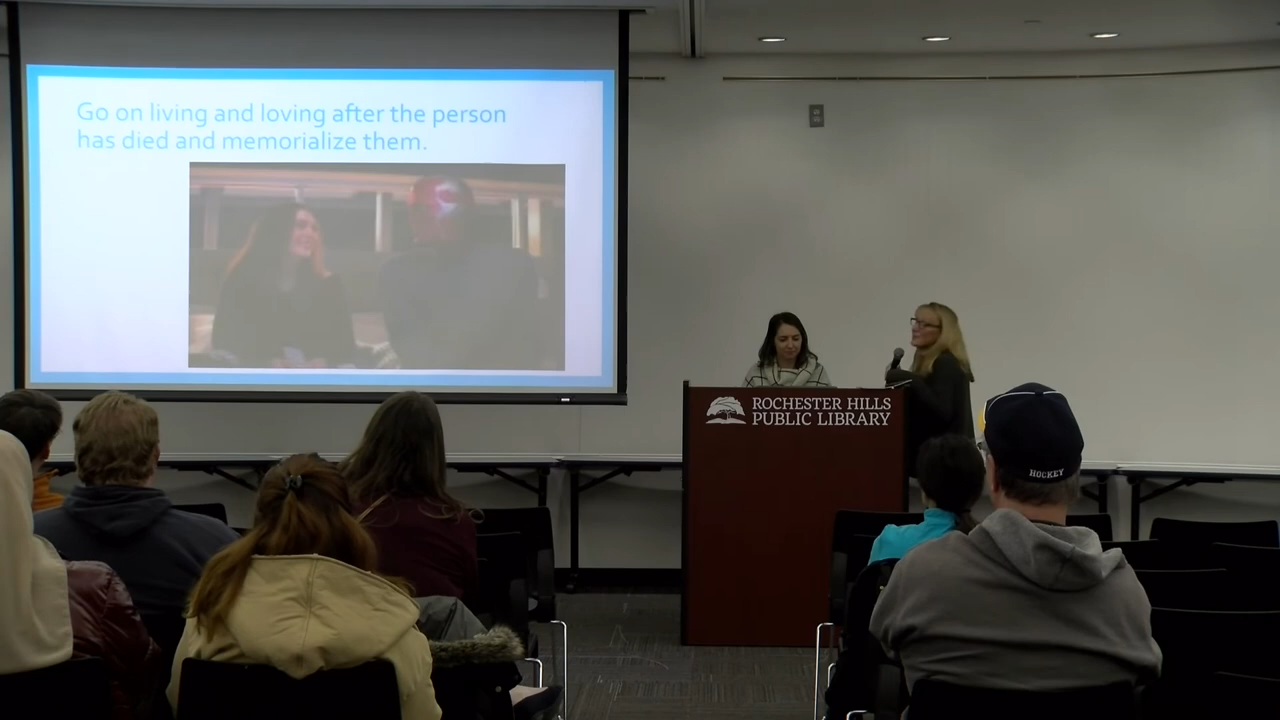 Go on living and loving after the person
has died and memorialize them.
ROCHESTER HILLS
PUBLIC LIBRARY
HOCKEY